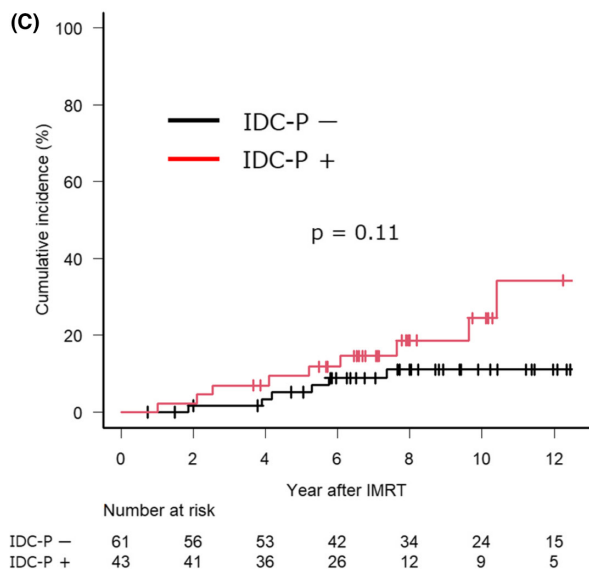 (C)
Cumulative incidence (%)
100
80
60
40
20
0
IDC-P −
IDC-P +
p = 0.11
0 2 4 6 8 10 12
Year after IMRT
Number at risk
IDC-P − 61 56 53 42 34 24 15
IDC-P + 43 41 36 26 12 9 5